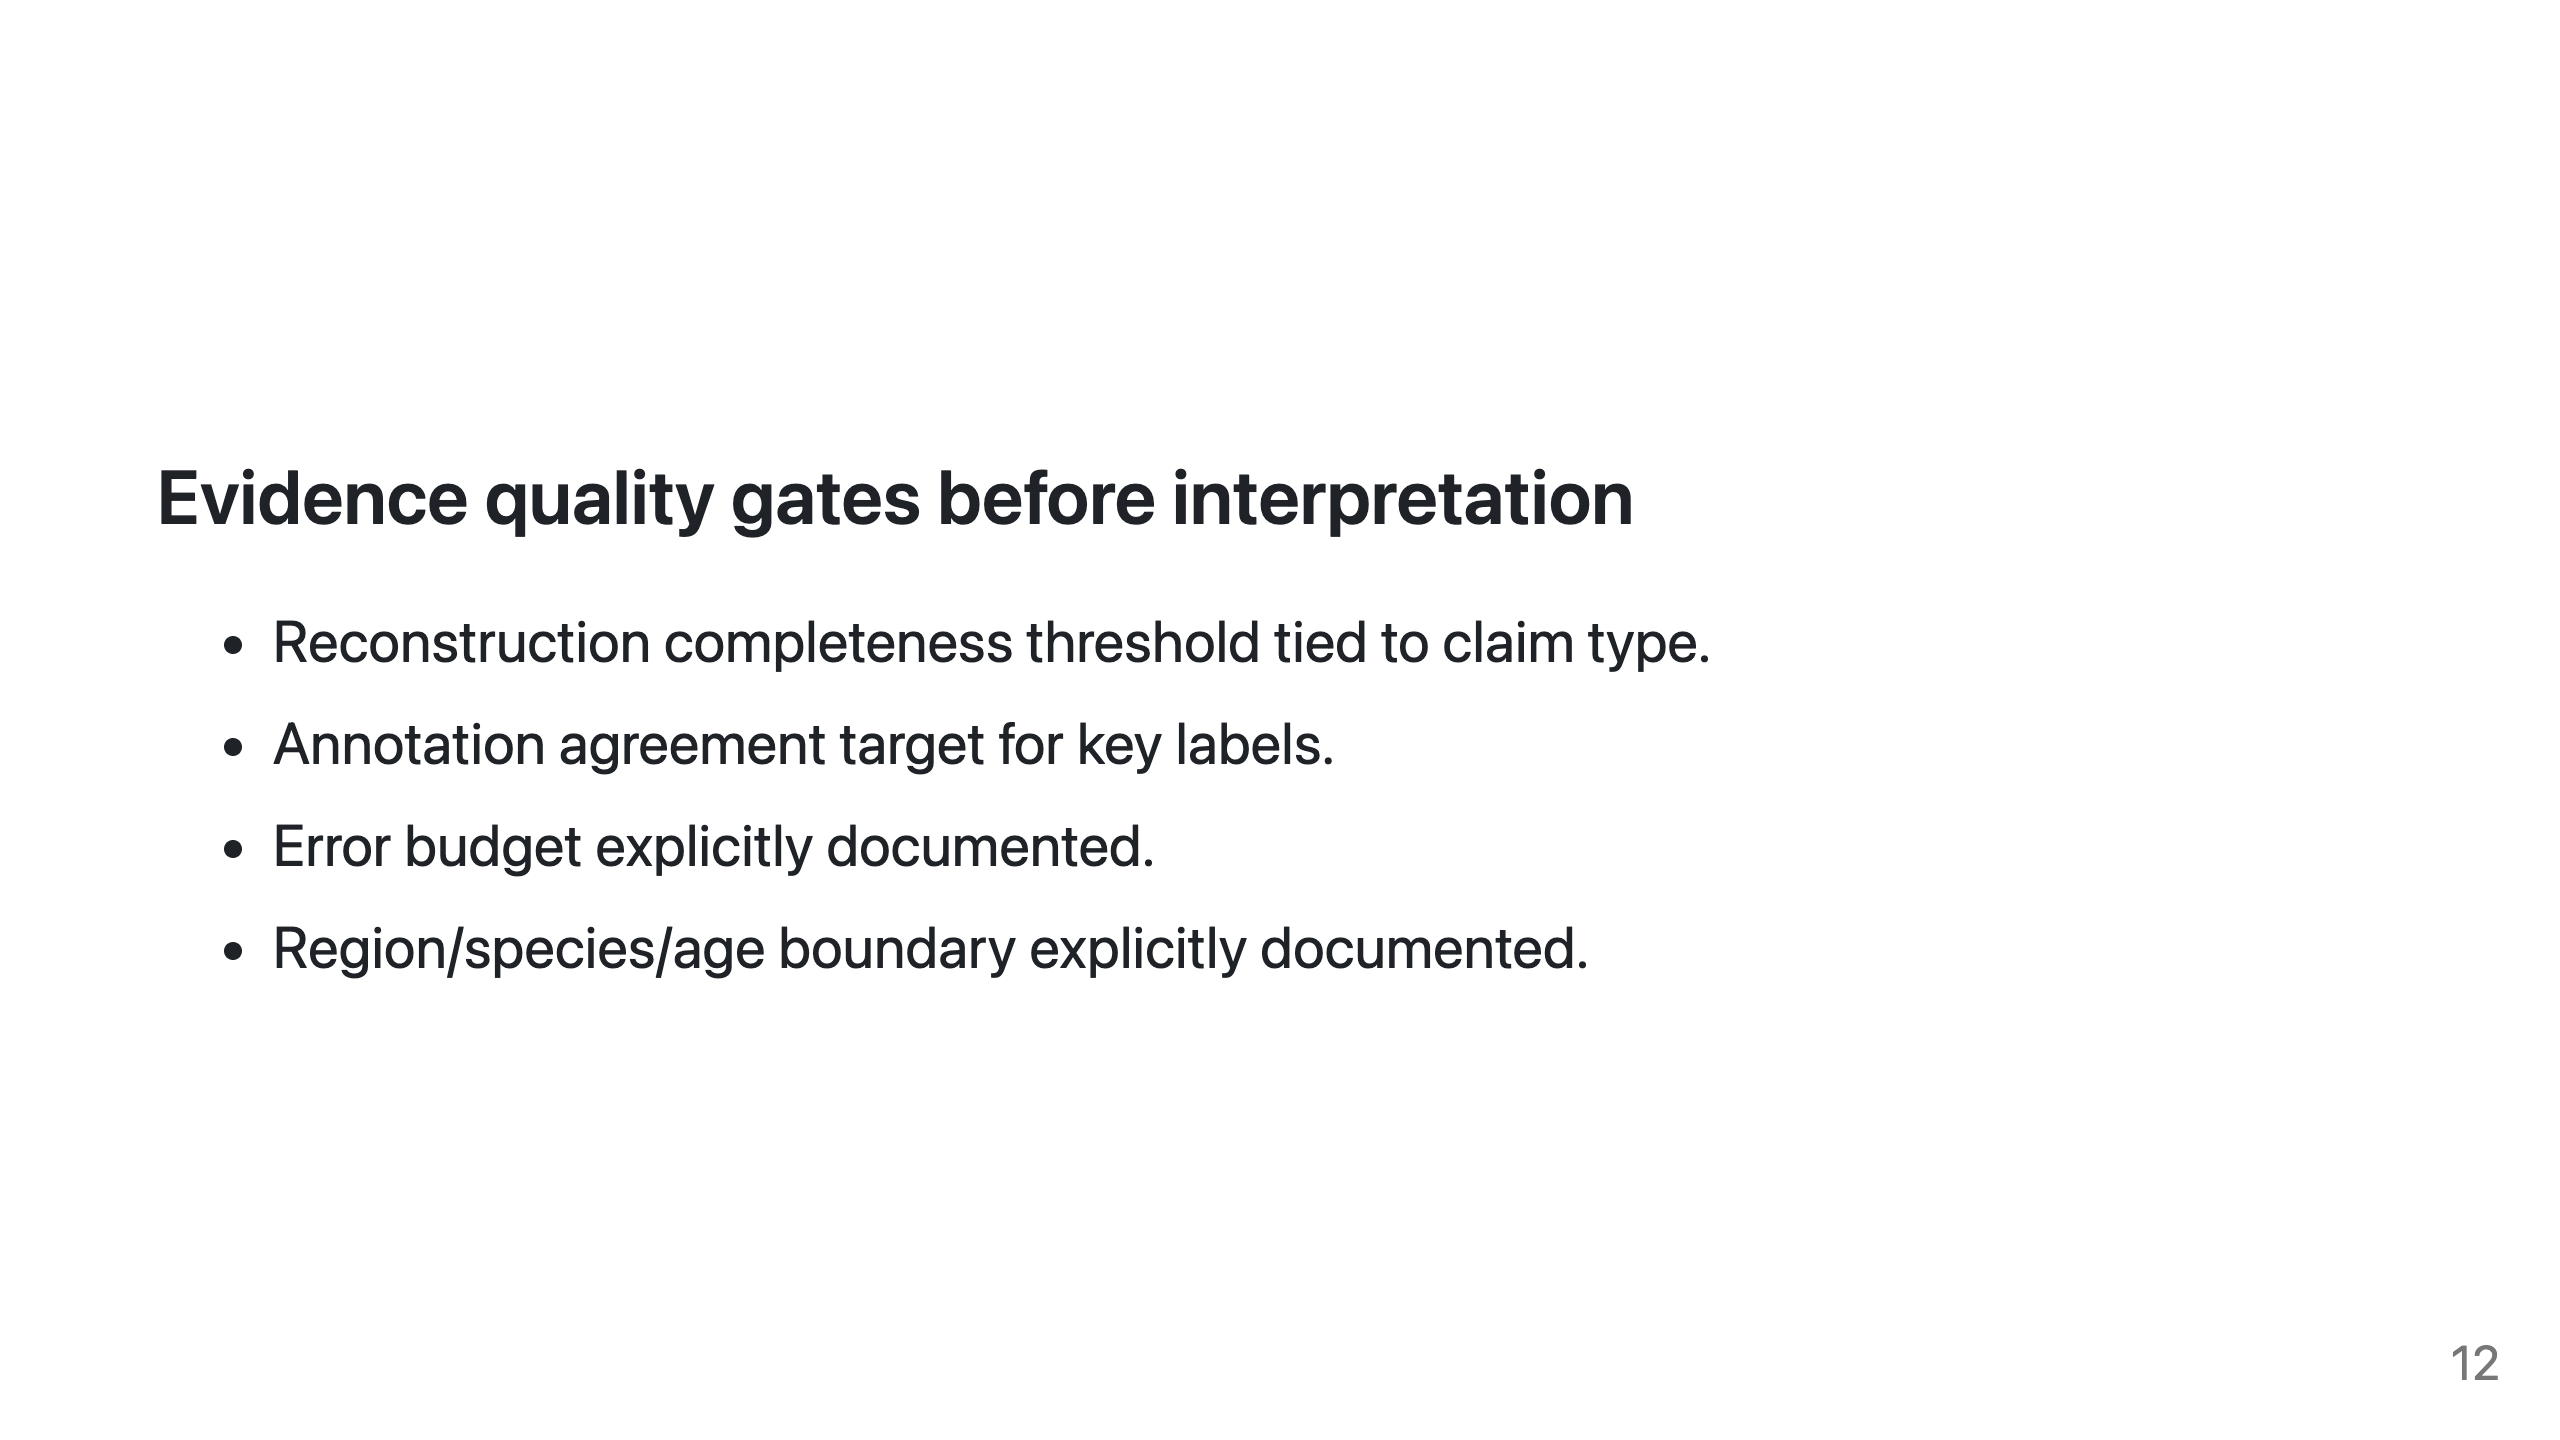 Evidence quality gates before interpretation
• Reconstruction completeness threshold tied to claim type.
• Annotation agreement target for key labels.
• Error budget explicitly documented.
• Region/species/age boundary explicitly documented.
12